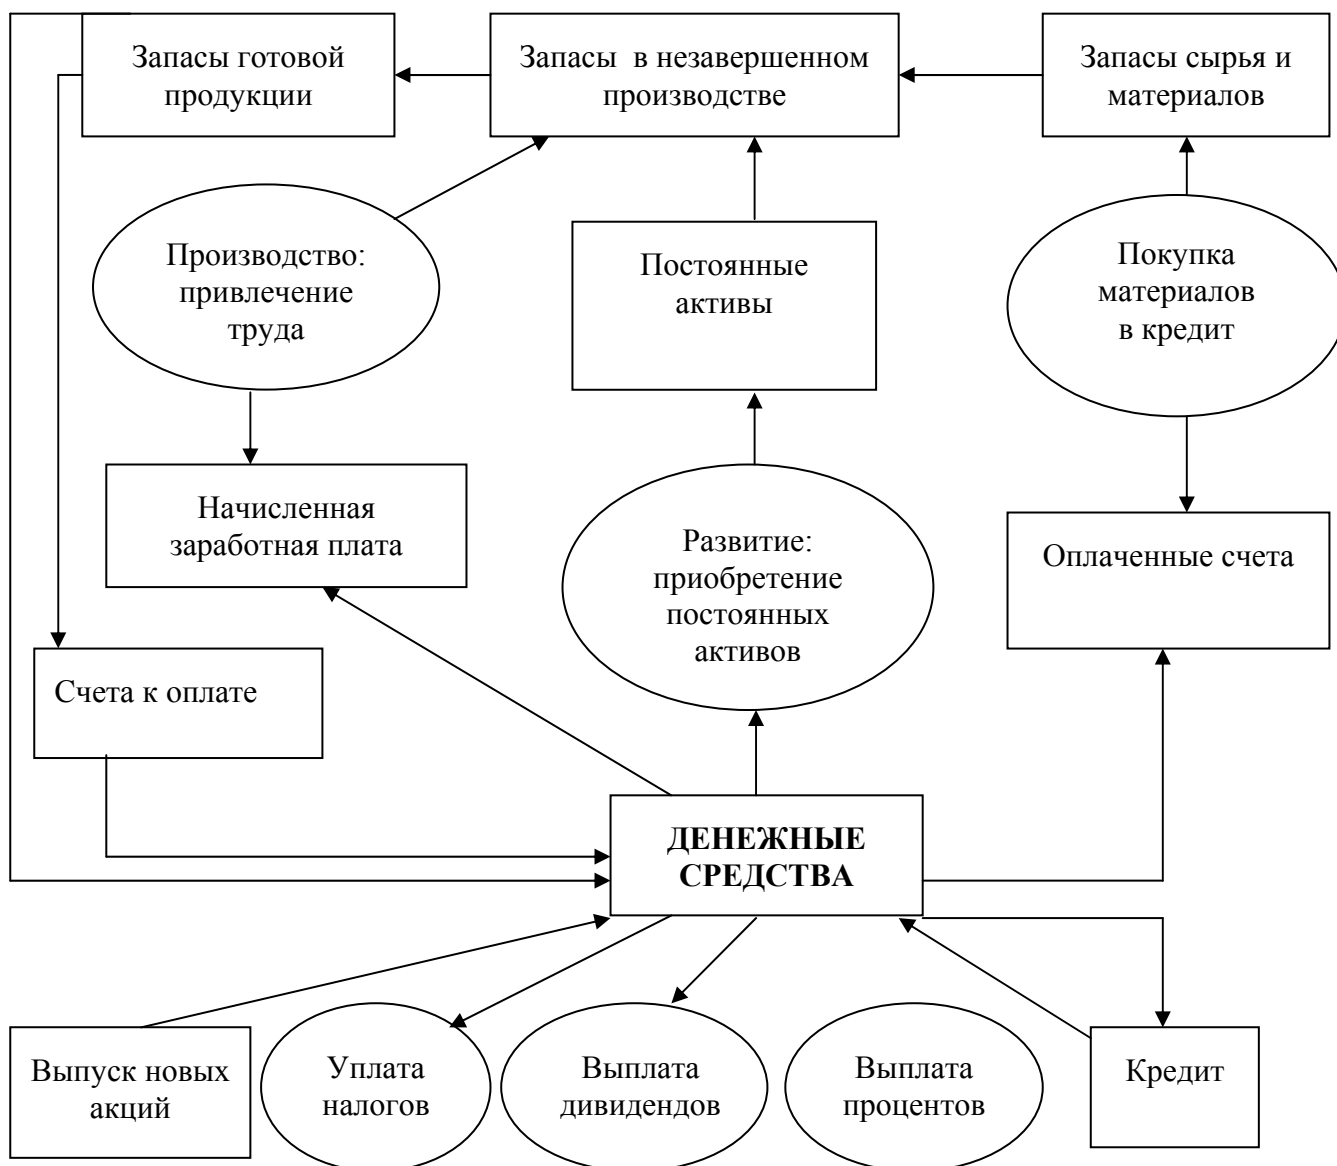 Запасы готовой
продукции
Запасы в незавершенном
производстве
Запасы сырья и
материалов
Производство:
привлечение
труда
Постоянные
активы
Покупка
материалов
в кредит
Начисленная
заработная плата
Развитие:
приобретение
постоянных
активов
Оплаченные счета
Счета к оплате
ДЕНЕЖНЫЕ
СРЕДСТВА
Выпуск новых
акций
Уплата
налогов
Выплата
дивидендов
Выплата
процентов
Кредит